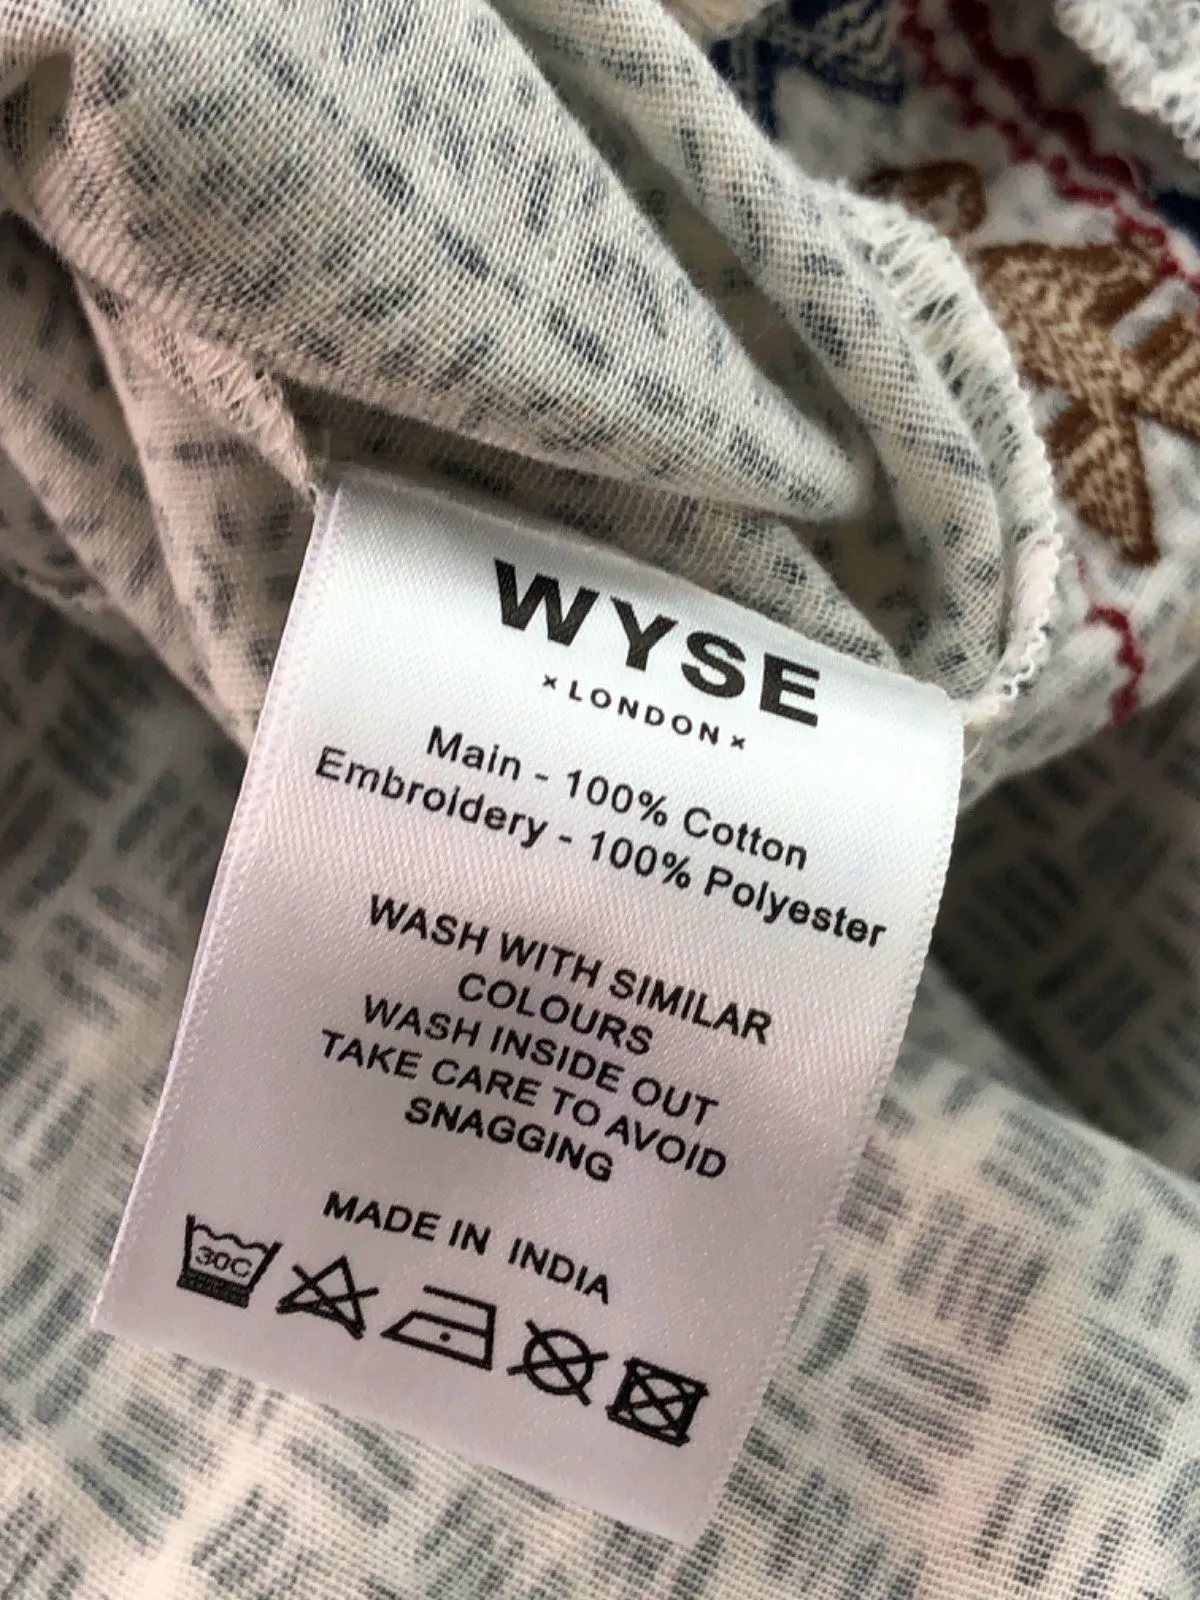 WYSE
×LONDON×
Main - 100% Cotton
Embroidery - 100% Polyester
WASH WITH SIMILAR
COLOURS
WASH INSIDE OUT
TAKE CARE TO AVOID
SNAGGING
MADE IN INDIA
30C